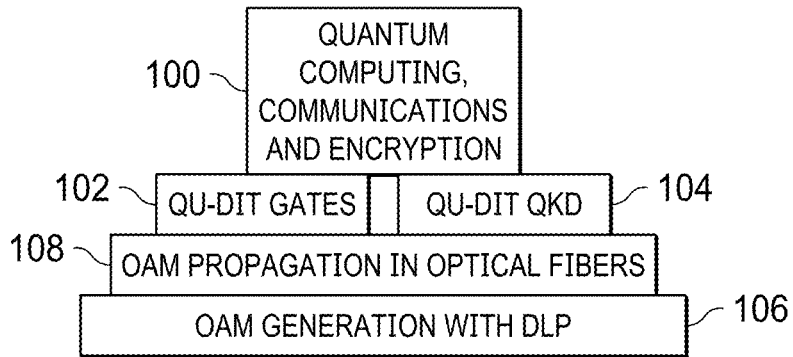 QUANTUM
COMPUTING,
100
COMMUNICATIONS
AND ENCRYPTION
102
QU-DIT GATES
QU-DIT QKD
104
108
OAM PROPAGATION IN OPTICAL FIBERS
OAM GENERATION WITH DLP
106